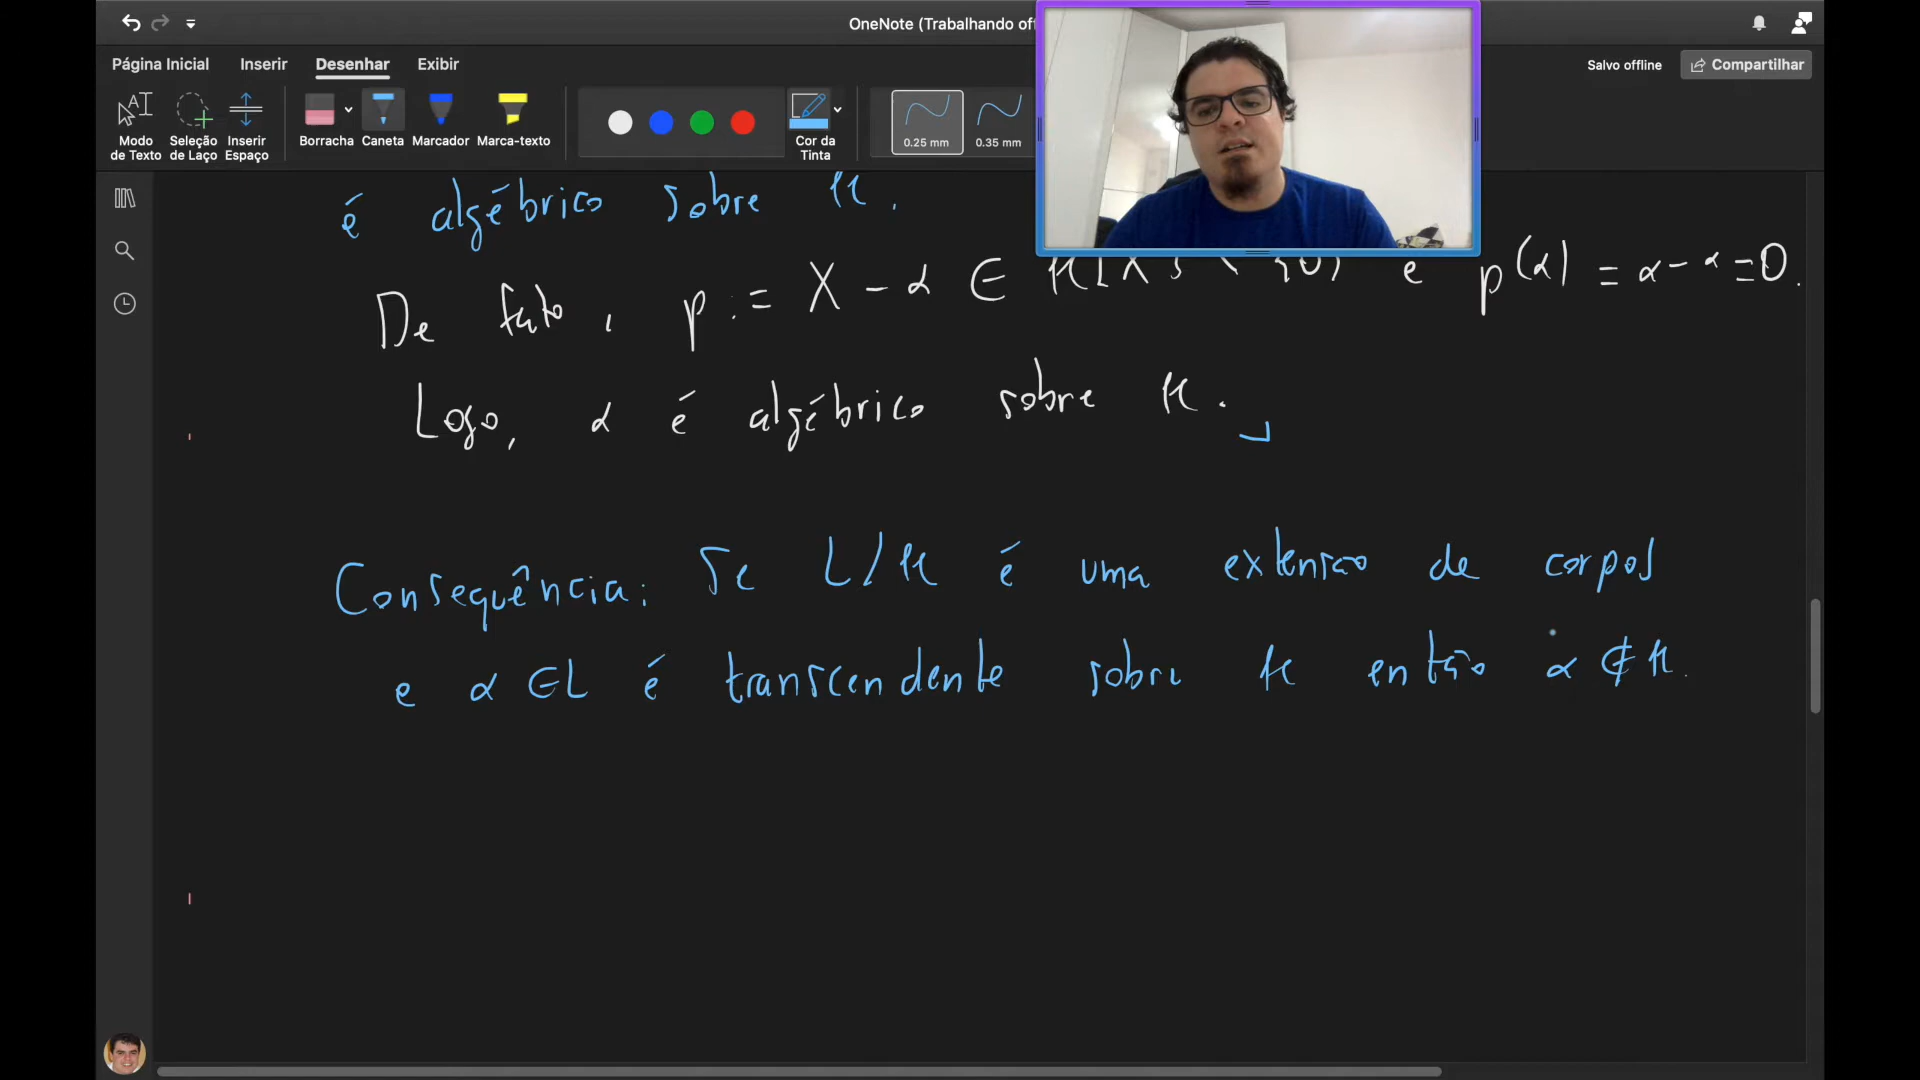 OneNote (Trabalhando off
Página Inicial Inserir Desenhar Exibir
Salvo offline Compartilhar
Modo de Texto Seleção de Laço Inserir Espaço Borracha Caneta Marcador Marca-texto Cor da Tinta 0.25 mm 0.35 mm
é algébrico sobre K.
De fato, p := X - α ∈ K[X] \ {0} e p(α) = α - α = 0.
Logo, α é algébrico sobre K. ⌟
Consequência: Se L/K é uma extensão de corpos
e α ∈ L é transcendente sobre K então α ∉ K.